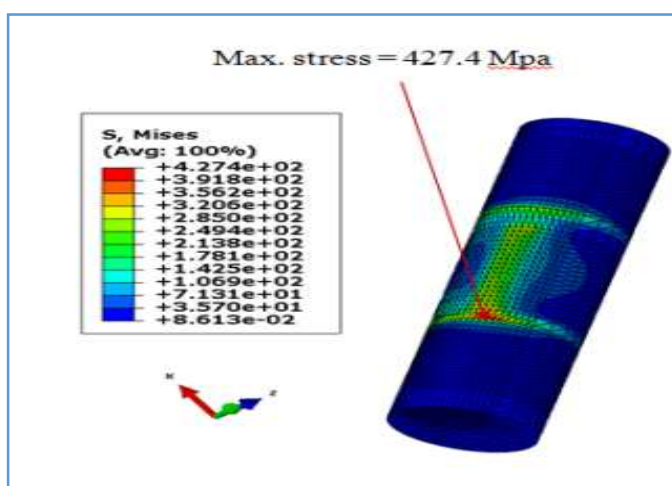 Max. stress = 427.4 Mpa
S, Mises
(Avg: 100%)
+4.274e+02
+3.918e+02
+3.562e+02
+3.206e+02
+2.850e+02
+2.494e+02
+2.138e+02
+1.781e+02
+1.425e+02
+1.069e+02
+7.131e+01
+3.570e+01
+8.613e-02